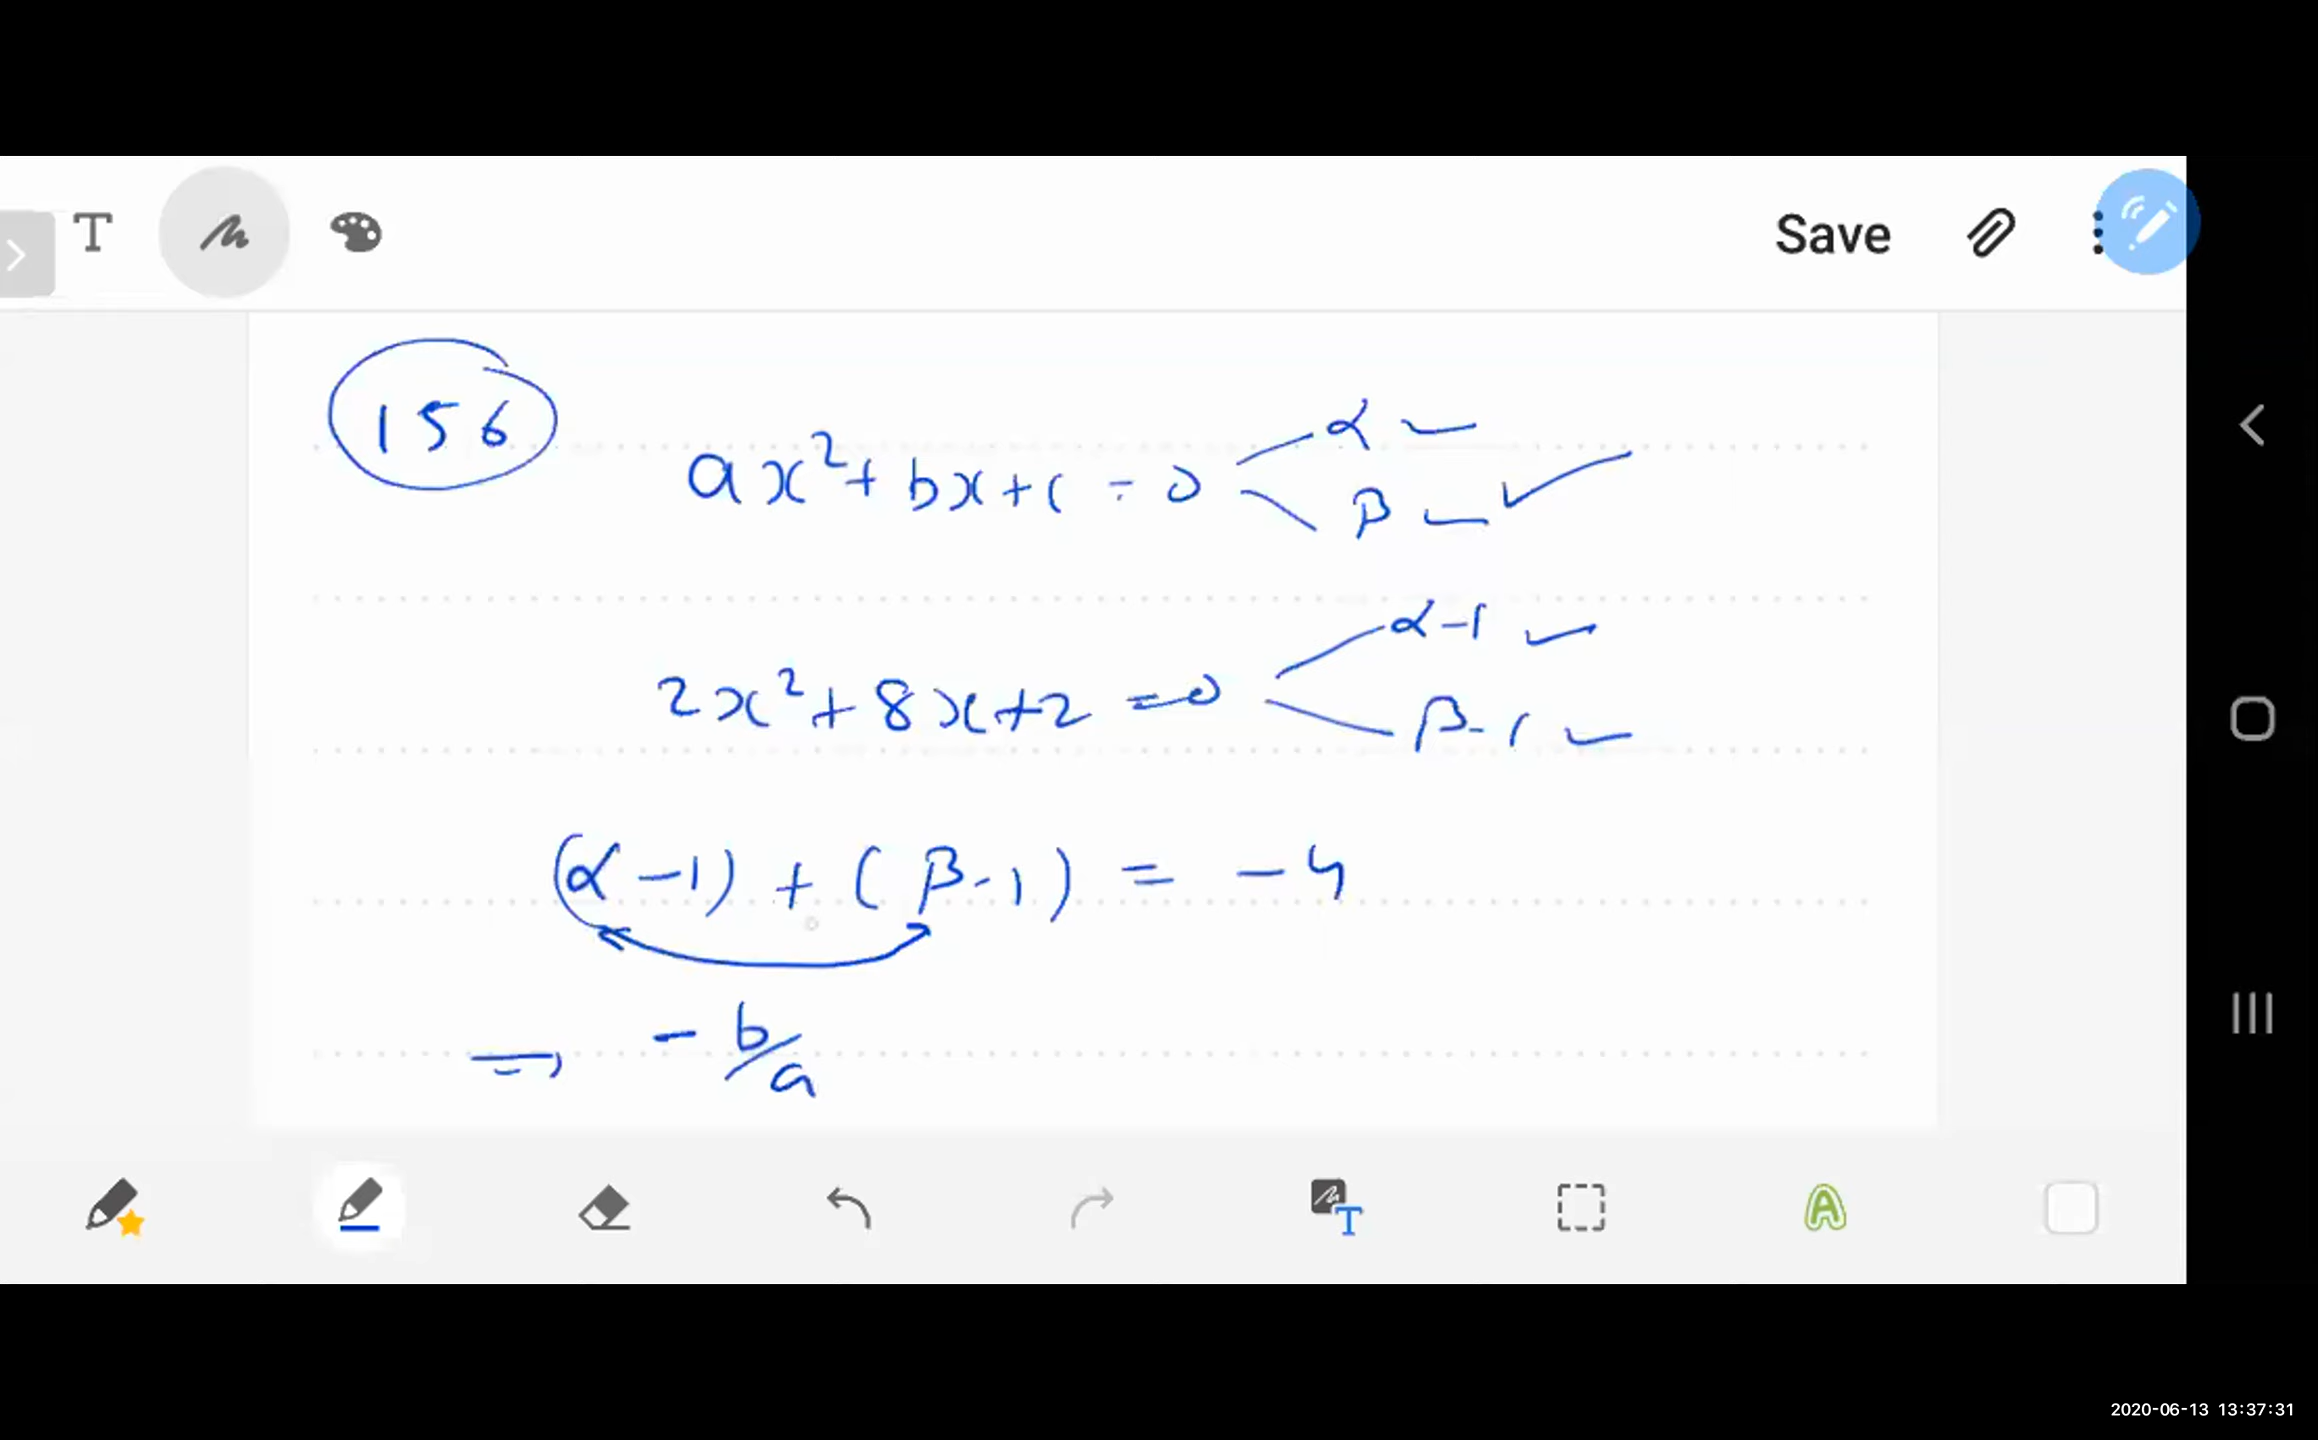 T
Save
156
ax²+bx+c=0
α
β
2x²+8x+2=0
α-1
β-1
(α-1)+(β-1)=-4
⇒ -b/a
T
A
2020-06-13 13:37:31